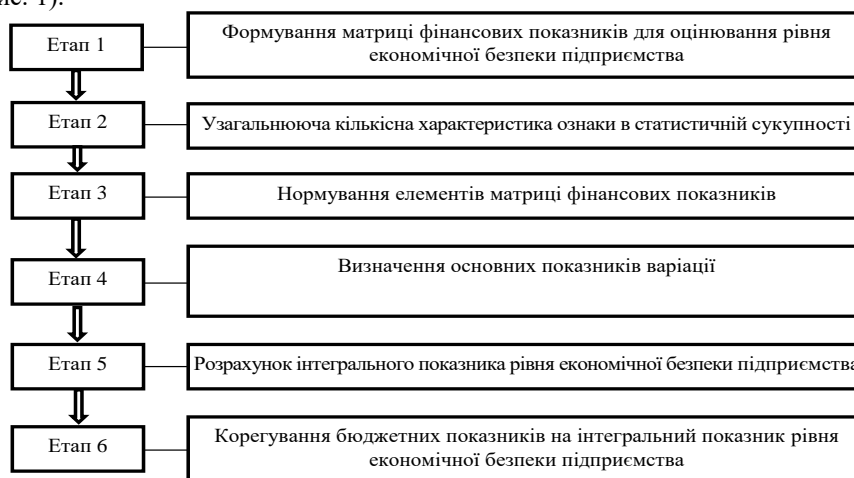 ис. 1).
Етап 1
Формування матриці фінансових показників для оцінювання рівня
економічної безпеки підприємства
Етап 2
Узагальнююча кількісна характеристика ознаки в статистичній сукупності
Етап 3
Нормування елементів матриці фінансових показників
Етап 4
Визначення основних показників варіації
Етап 5
Розрахунок інтегрального показника рівня економічної безпеки підприємства
Етап 6
Корегування бюджетних показників на інтегральний показник рівня
економічної безпеки підприємства